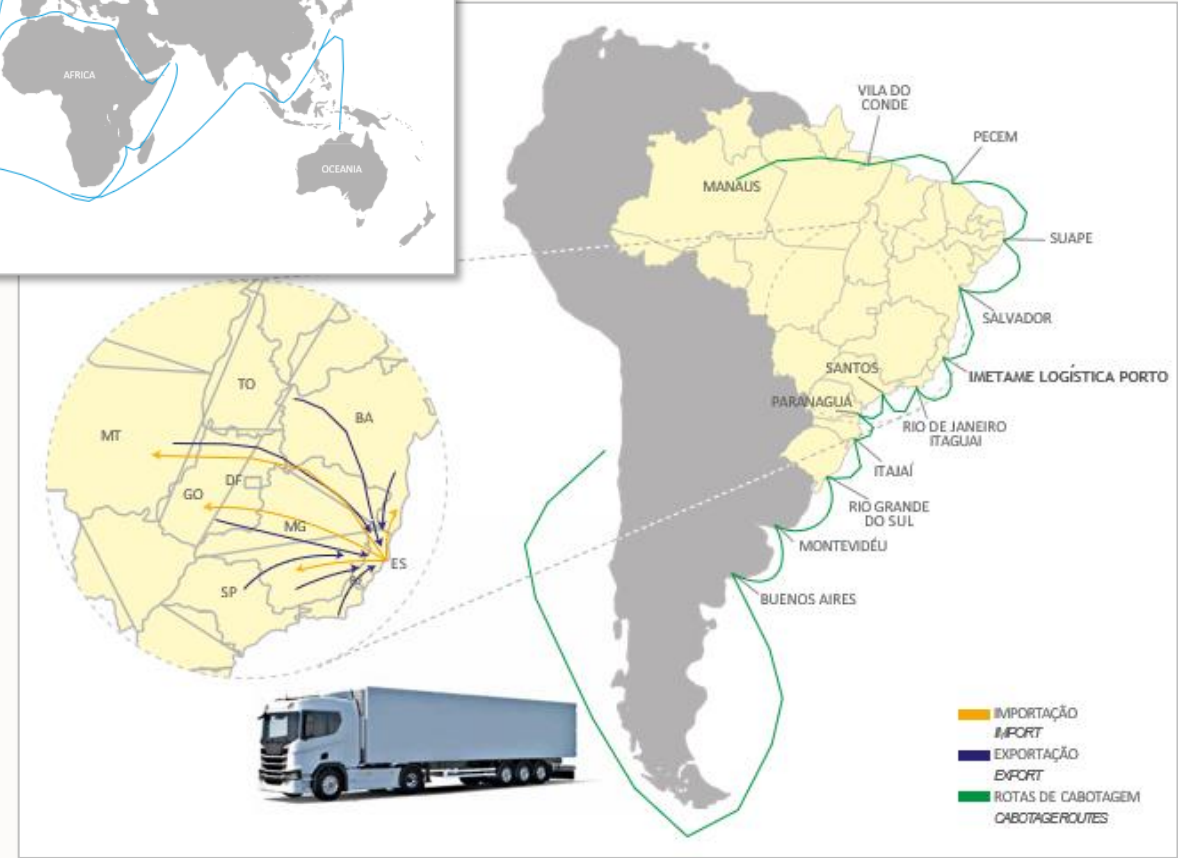 AFRICA
OCEANIA
VILA DO
CONDE
PECEM
MANAUS
SUAPE
SALVADOR
SANTOS
IMETAME LOGÍSTICA PORTO
PARANAGUÁ
RIO DE JANEIRO
ITAGUAI
ITAJAÍ
RIO GRANDE
DO SUL
MONTEVIDÉU
BUENOS AIRES
TO
BA
MT
DF
GO
MG
ES
SP
IMPORTAÇÃO
IMPORT
EXPORTAÇÃO
EXPORT
ROTAS DE CABOTAGEM
CABOTAGE ROUTES